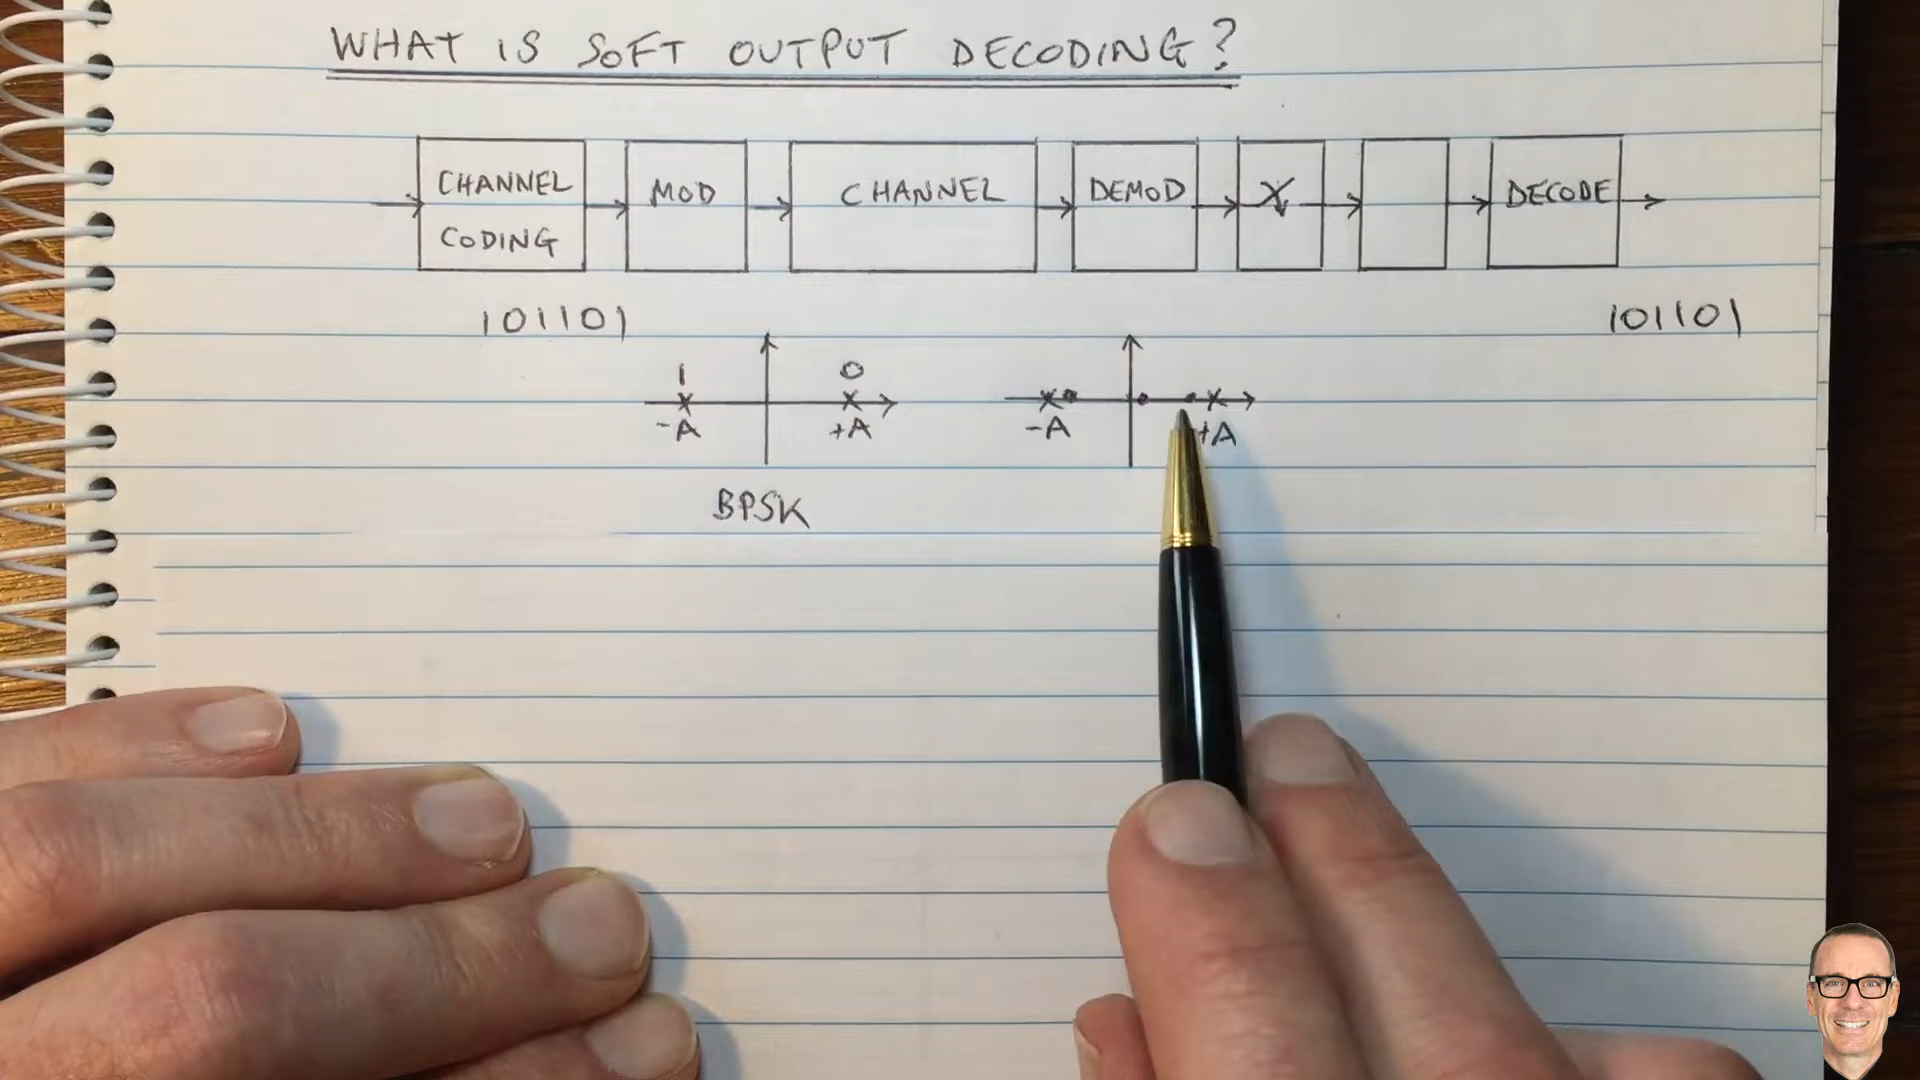 WHAT IS SOFT OUTPUT DECODING?
CHANNEL CODING
MOD
CHANNEL
DEMOD
DECODE
101101
101101
1 0
-A +A
-A +A
BPSK